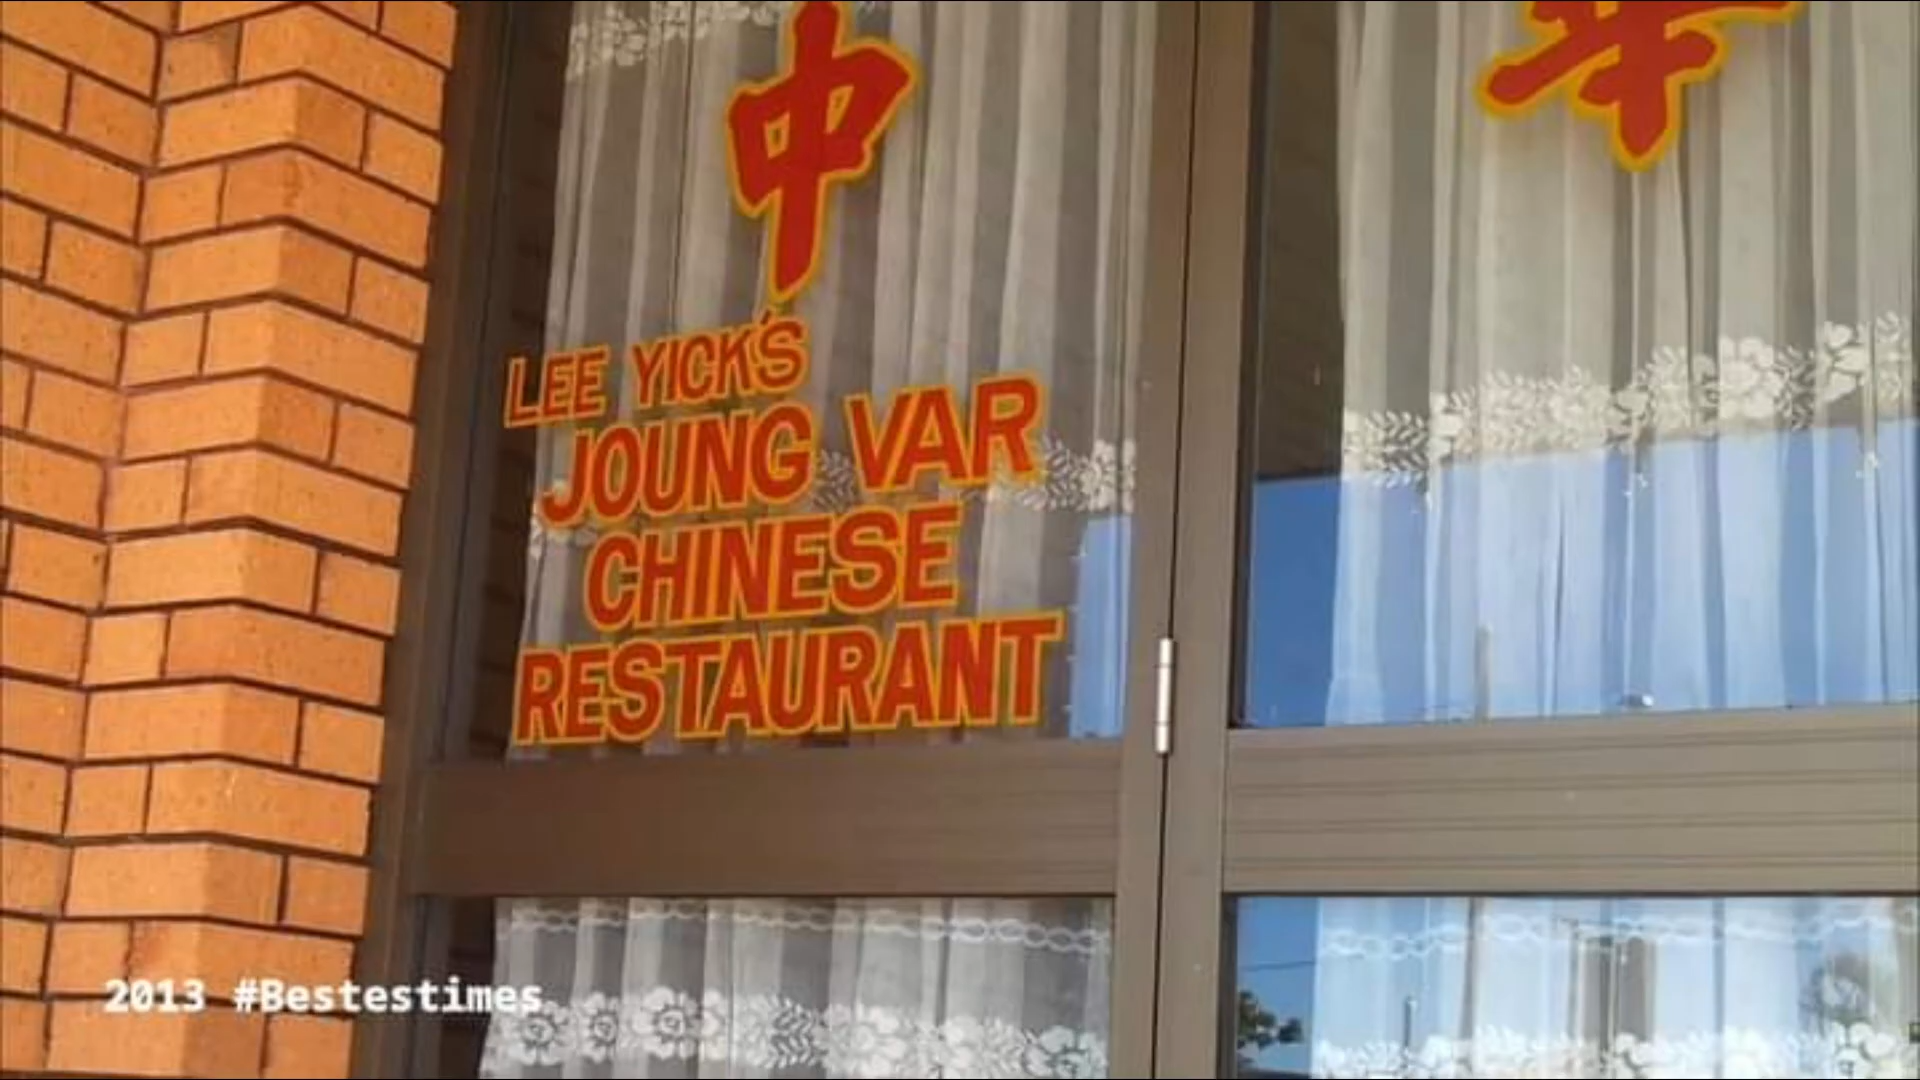 中
LEE YICK'S
JOUNG VAR
CHINESE
RESTAURANT
2013 #Bestestimes